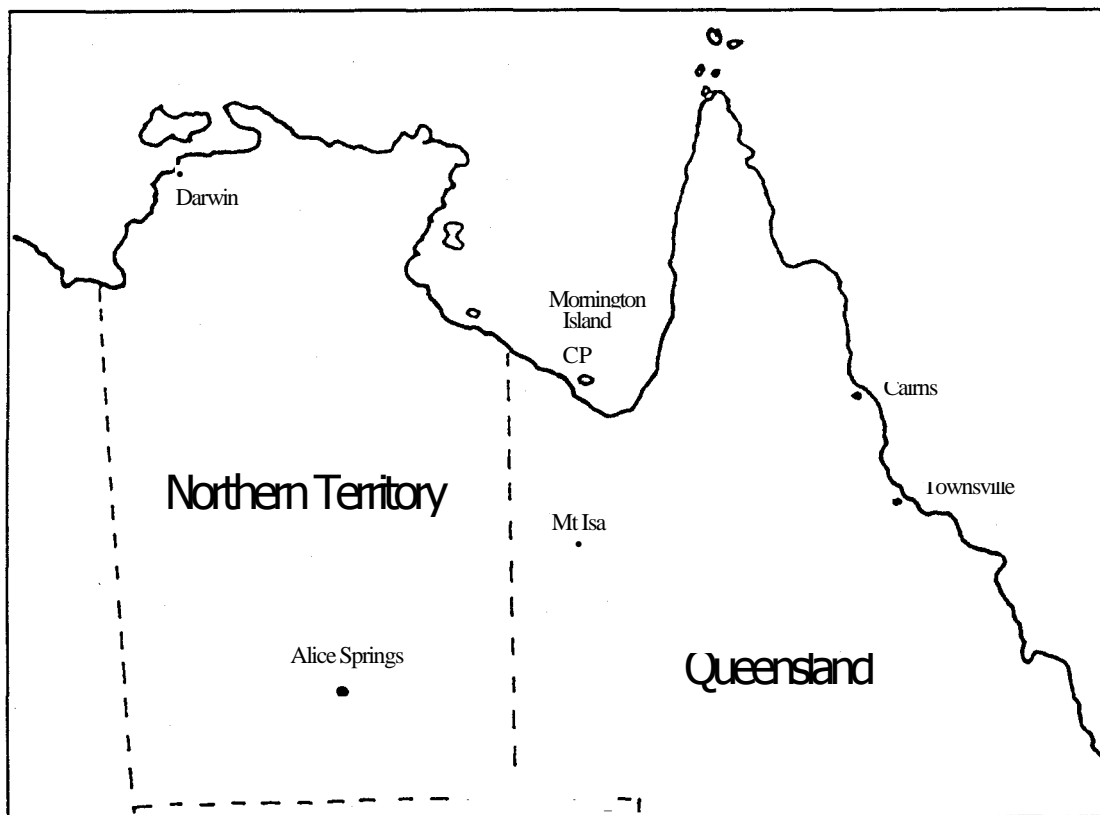 Darwin
Mornington
Island
CP
Cairns
Northern Territory
Townsville
Mt Isa
Alice Springs
Queensland